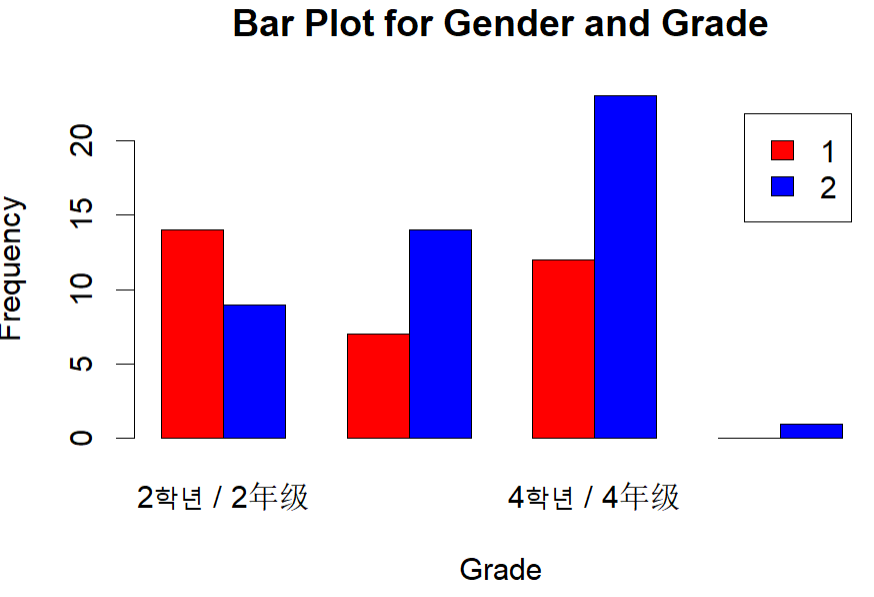 Bar Plot for Gender and Grade
Frequency
20
15
10
5
0
1
2
2학년 / 2年级
4학년 / 4年级
Grade